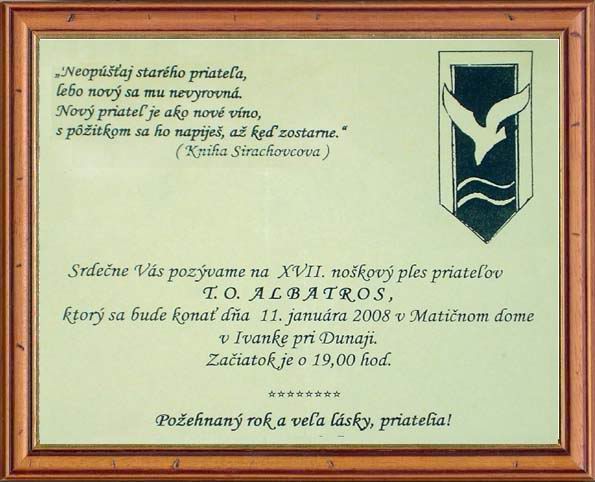 „Neopúšťaj starého priateľa,
lebo nový sa mu nevyrovná.
Nový priateľ je ako nové víno,
s pôžitkom sa ho napiješ, až keď zostarne.“
( Kniha Sirachovcova )
Srdečne Vás pozývame na XVII. noškový ples priateľov
T. O. ALBATROS,
ktorý sa bude konať dňa 11. januára 2008 v Matičnom dome
v Ivanke pri Dunaji.
Začiatok je o 19,00 hod.
********
Požehnaný rok a veľa lásky, priatelia!